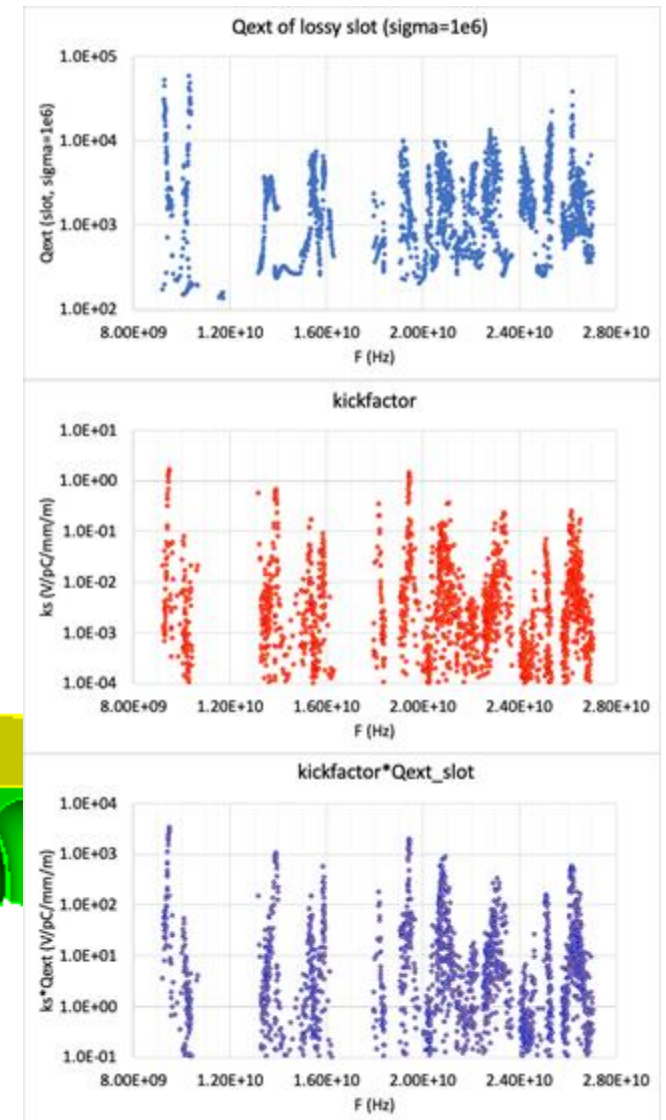 Qext of lossy slot (sigma=1e6)
1.0E+05
1.0E+04
1.0E+03
1.0E+02
Qext (slot, sigma=1e6)
8.00E+09 1.20E+10 1.60E+10 2.00E+10 2.40E+10 2.80E+10
F (Hz)
kickfactor
1.0E+01
1.0E+00
1.0E-01
1.0E-02
1.0E-03
1.0E-04
ks (V/pC/mm/m)
8.00E+09 1.20E+10 1.60E+10 2.00E+10 2.40E+10 2.80E+10
F (Hz)
kickfactor*Qext_slot
1.0E+04
1.0E+03
1.0E+02
1.0E+01
1.0E+00
1.0E-01
ks*Qext (V/pC/mm/m)
8.00E+09 1.20E+10 1.60E+10 2.00E+10 2.40E+10 2.80E+10
F (Hz)